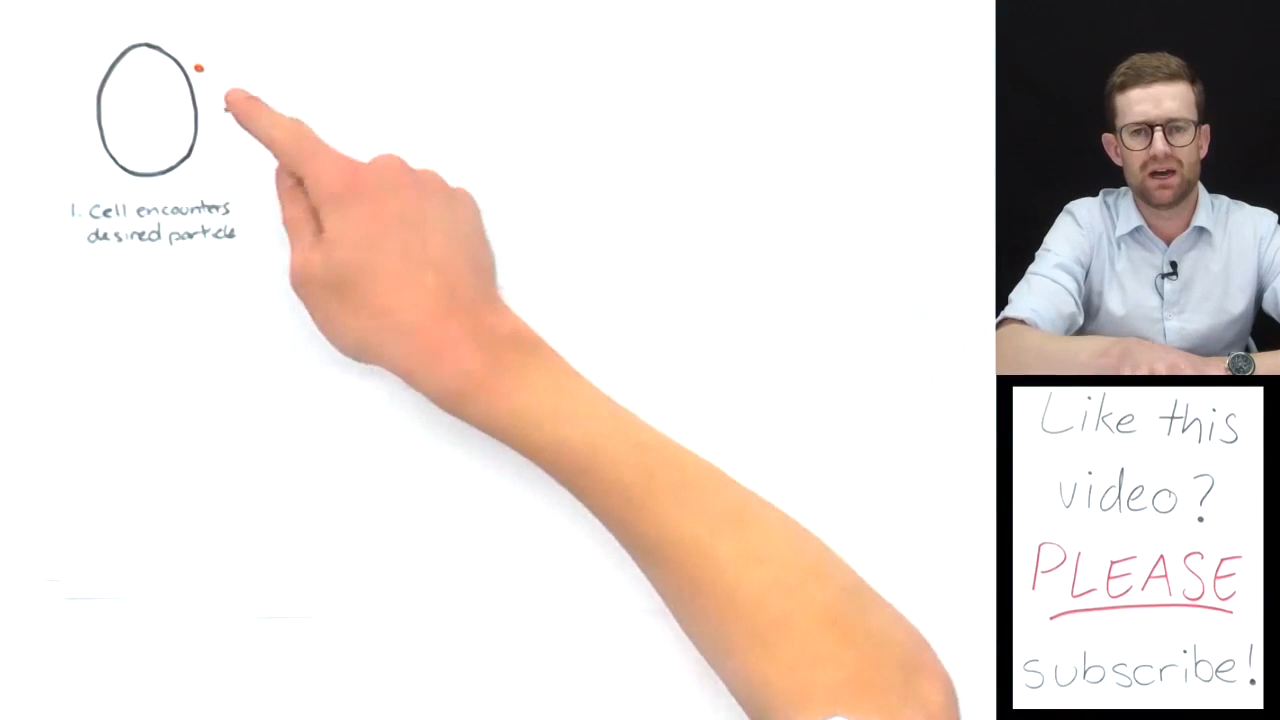 1. Cell encounters
desired particle
Like this
video?
PLEASE
subscribe!